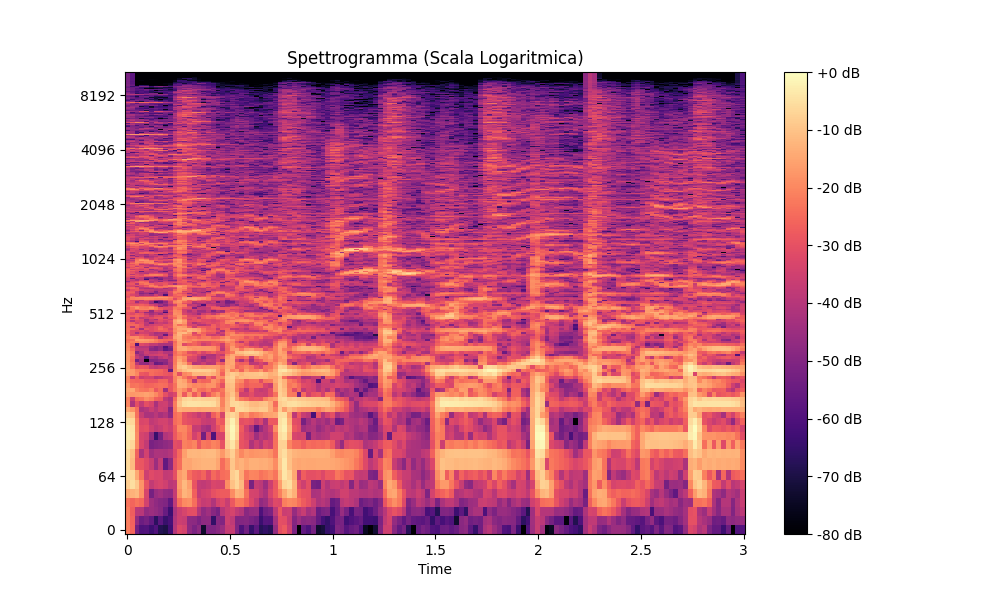 Spettrogramma (Scala Logaritmica)
Hz
8192
4096
2048
1024
512
256
128
64
0
0
0.5
1
1.5
2
2.5
3
Time
+0 dB
-10 dB
-20 dB
-30 dB
-40 dB
-50 dB
-60 dB
-70 dB
-80 dB